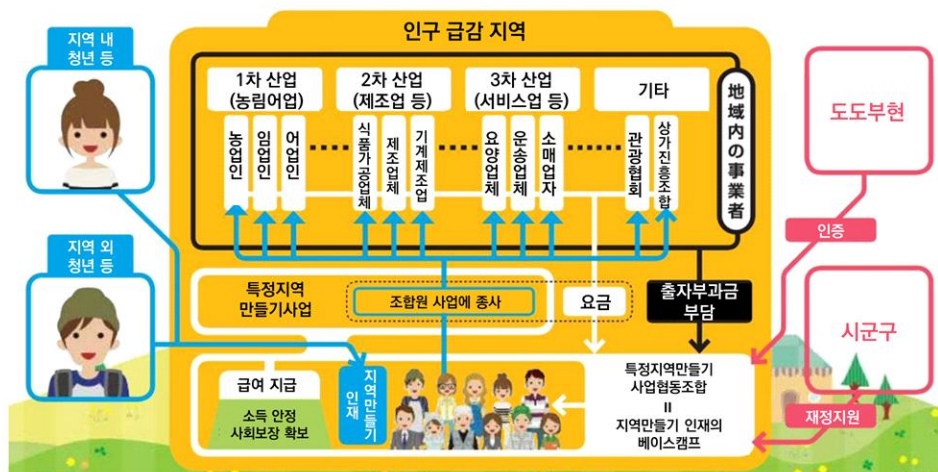 인구 급감 지역
지역 내
청년 등
1차 산업
(농림어업)
2차 산업
(제조업 등)
3차 산업
(서비스업 등)
기타
농업인
임업인
어업인
식품가공업체
제조업체
기계제조업
요양업체
운송업체
소매업자
관광협회
상가진흥조합
地域内の事業者
도도부현
인증
지역 외
청년 등
특정지역
만들기사업
조합원 사업에 종사
요금
출자부과금
부담
시군구
재정지원
급여 지급
소득 안정
사회보장 확보
지역만들기
인재
특정지역만들기
사업협동조합
=
지역만들기 인재의
베이스캠프